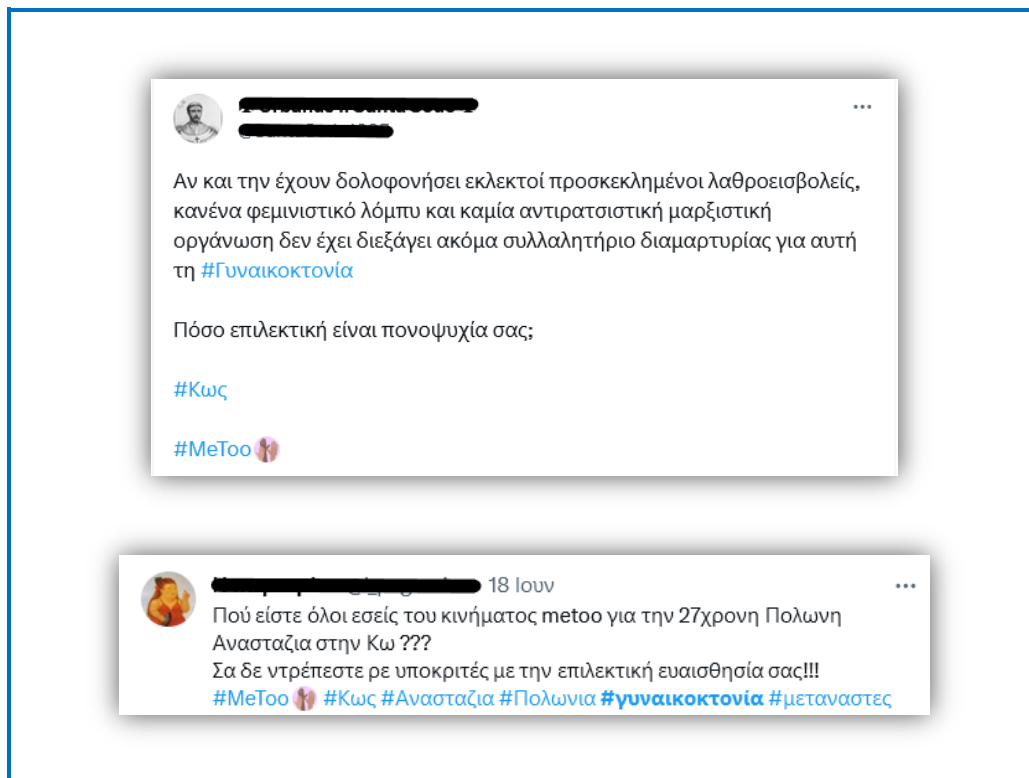 Αν και την έχουν δολοφονήσει εκλεκτοί προσκεκλημένοι λαθροεισβολείς,
κανένα φεμινιστικό λόμπυ και καμία αντιρατσιστική μαρξιστική
οργάνωση δεν έχει διεξάγει ακόμα συλλαλητήριο διαμαρτυρίας για αυτή
τη #Γυναικοκτονία
Πόσο επιλεκτική είναι πονοψυχία σας;
#Κως
#MeToo
18 Ιουν
Πού είστε όλοι εσείς του κινήματος metoo για την 27χρονη Πολωνη
Ανασταζια στην Κω ???
Σα δε ντρέπεστε ρε υποκριτές με την επιλεκτική ευαισθησία σας!!!
#MeToo #Κως #Ανασταζια #Πολωνια #γυναικοκτονία #μεταναστες